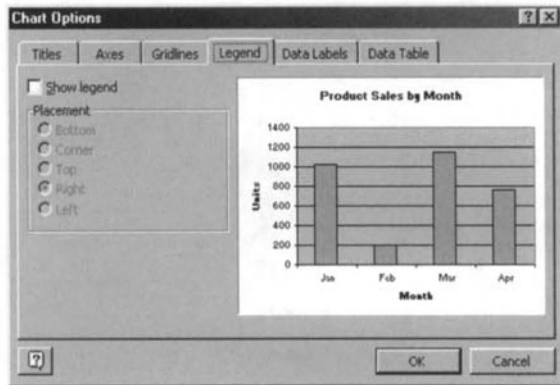 Chart Options
Titles
Axes
Gridlines
Legend
Data Labels
Data Table
Show legend
Placement
Bottom
Corner
Top
Right
Left
Product Sales by Month
1400
1200
1000
800
600
400
200
0
Units
Jan
Feb
Mar
Apr
Month
OK
Cancel